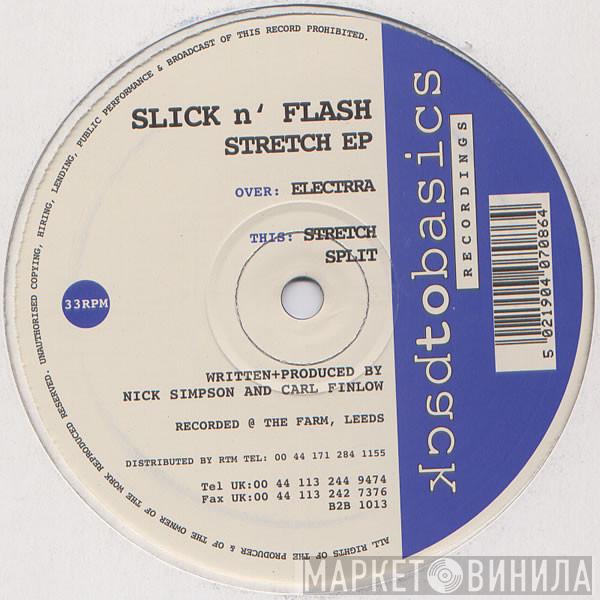 SLICK n‘ FLASH
STRETCH EP
OVER: ELECTRRA
THIS: STRETCH
SPLIT
33RPM
WRITTEN+PRODUCED BY
NICK SIMPSON AND CARL FINLOW
RECORDED @ THE FARM, LEEDS
DISTRIBUTED BY RTM TEL: 00 44 171 284 1155
Tel UK:00 44 113 244 9474
Fax UK:00 44 113 242 7376
B2B 1013
backtobasics
RECORDINGS
5 021904 070864
ALL RIGHTS OF THE PRODUCER & OF THE OWNER OF THE WORK REPRODUCED RESERVED. UNAUTHORISED COPYING, HIRING, LENDING, PUBLIC PERFORMANCE & BROADCAST OF THIS RECORD PROHIBITED.
МАРКЕТ ВИНИЛА